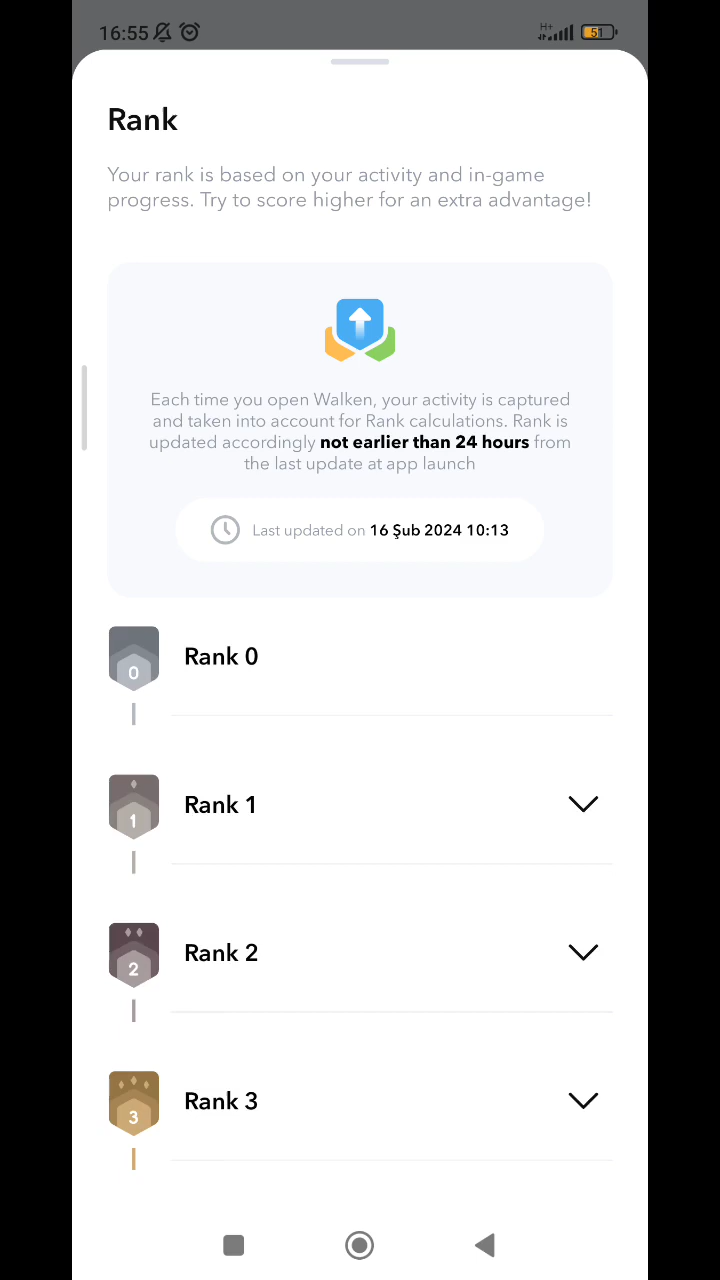 16:55
H+
51
Rank
Your rank is based on your activity and in-game
progress. Try to score higher for an extra advantage!
Each time you open Walken, your activity is captured
and taken into account for Rank calculations. Rank is
updated accordingly not earlier than 24 hours from
the last update at app launch
Last updated on 16 Şub 2024 10:13
0
Rank 0
1
Rank 1
2
Rank 2
3
Rank 3